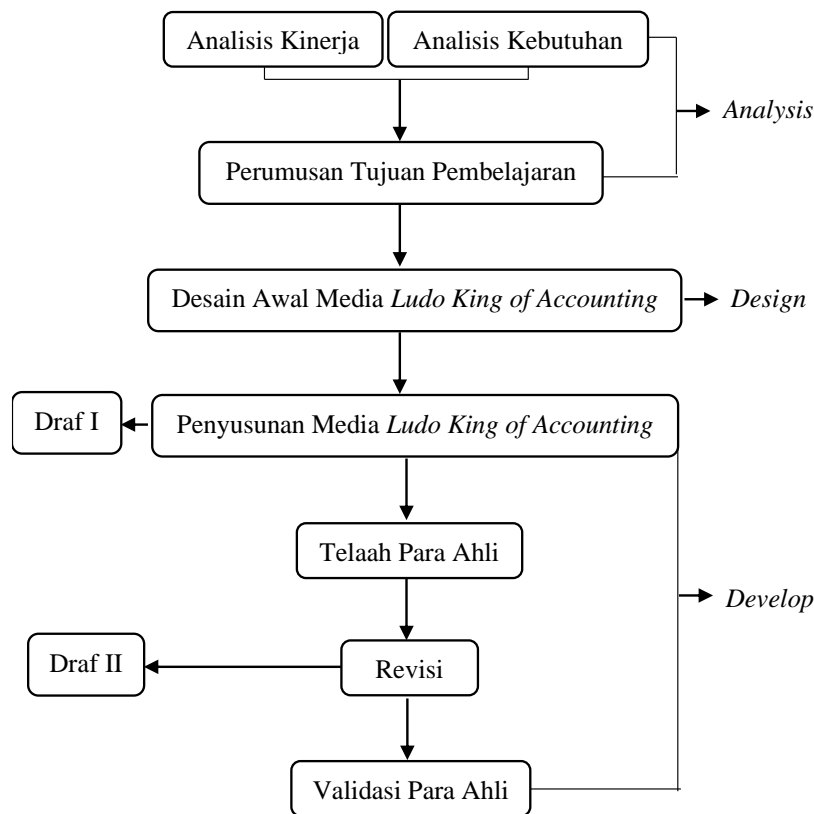 Analisis Kinerja
Analisis Kebutuhan
Analysis
Perumusan Tujuan Pembelajaran
Desain Awal Media Ludo King of Accounting
Design
Draf I
Penyusunan Media Ludo King of Accounting
Telaah Para Ahli
Develop
Draf II
Revisi
Validasi Para Ahli